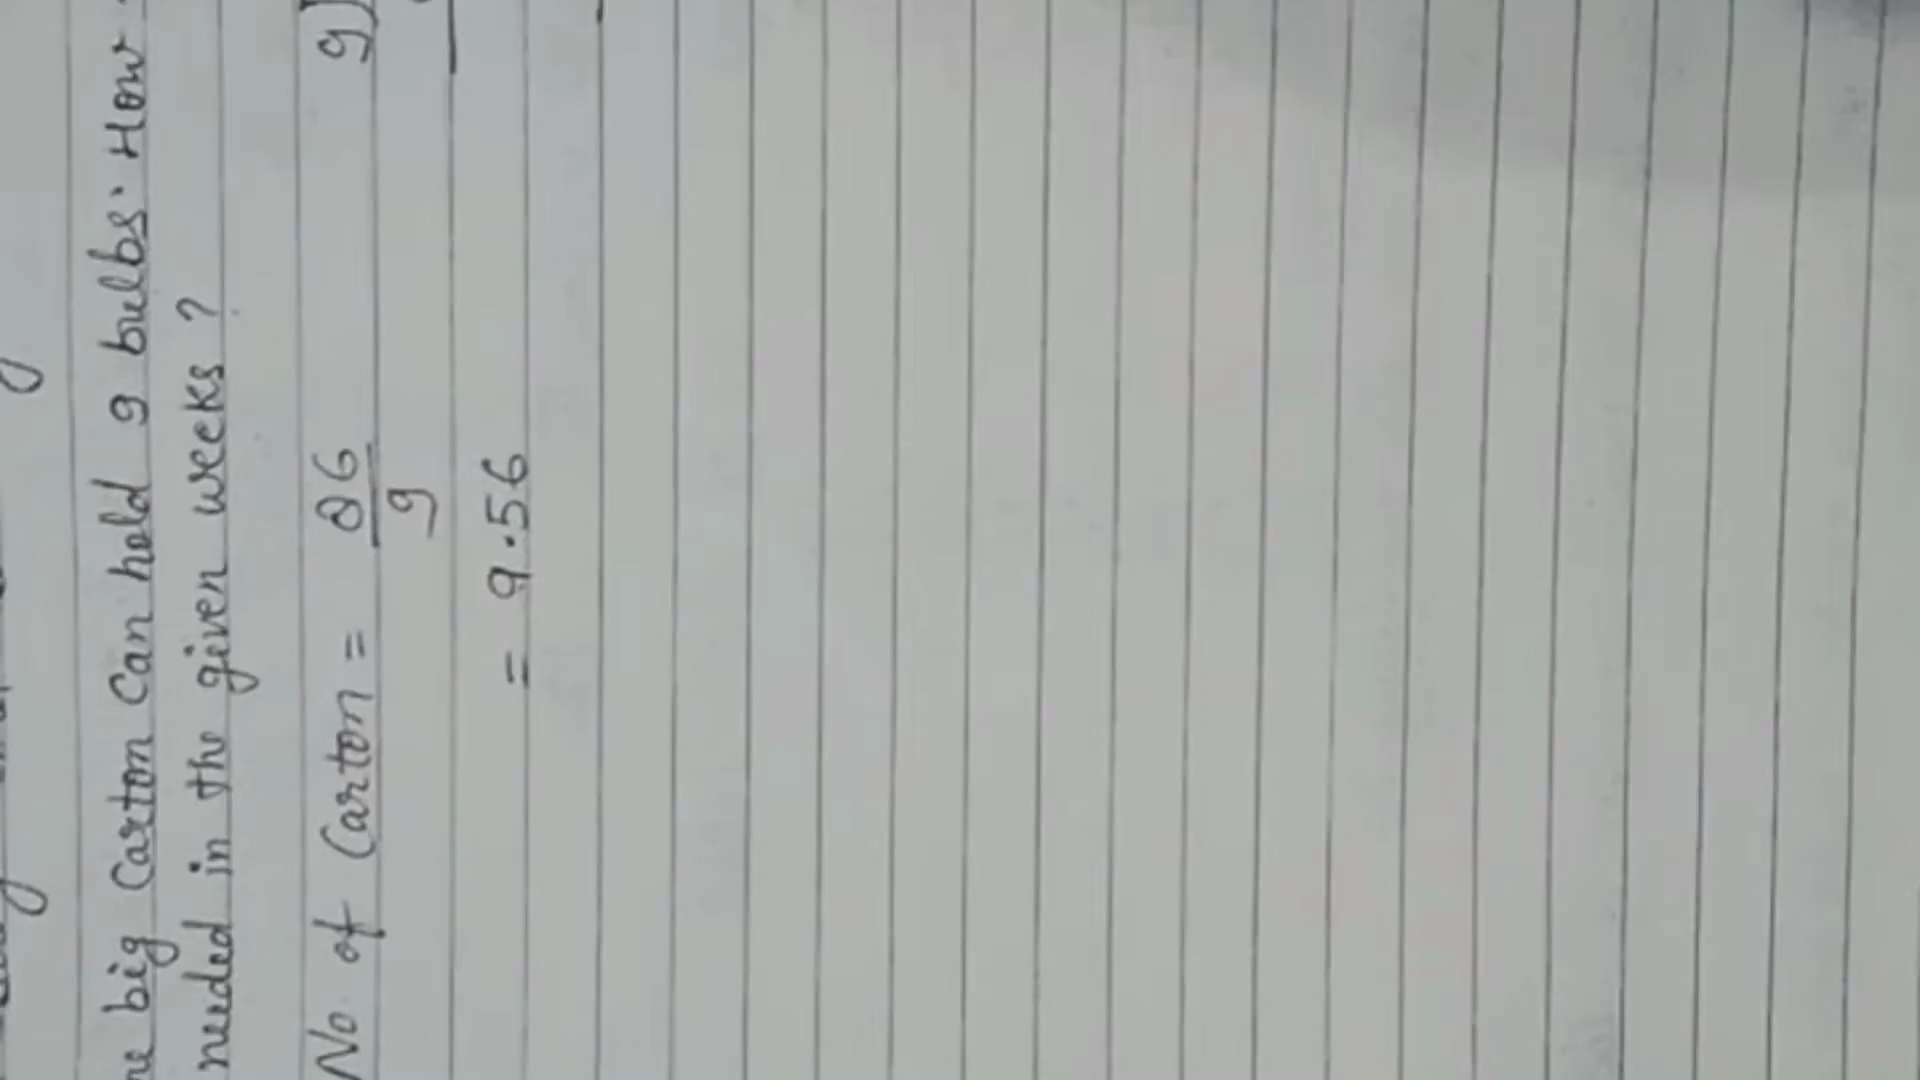 big Carton Can hold 9 bulbs. How
needed in the given weeks ?
No. of Carton = 86/9 9)
= 9.56